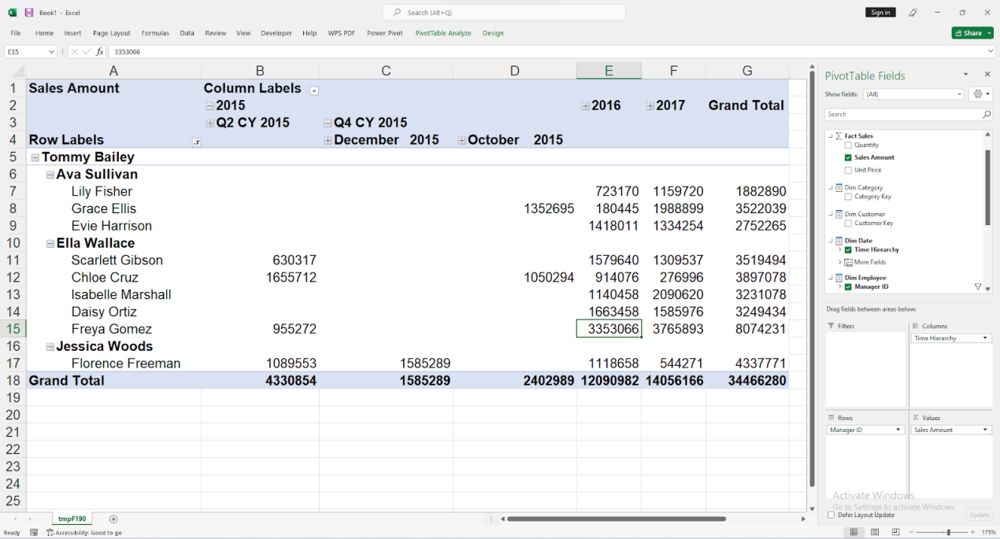 Book1 - Excel
Search (Alt+Q)
Sign in
File Home Insert Page Layout Formulas Data Review View Developer Help WPS PDF Power Pivot PivotTable Analyze Design
Share
E15 fx 3353066
A B C D E F G
1 Sales Amount Column Labels
2 2015 2016 2017 Grand Total
3 Q2 CY 2015 Q4 CY 2015
4 Row Labels December 2015 October 2015
5 Tommy Bailey
6 Ava Sullivan
7 Lily Fisher 723170 1159720 1882890
8 Grace Ellis 1352695 180445 1988899 3522039
9 Evie Harrison 1418011 1334254 2752265
10 Ella Wallace
11 Scarlett Gibson 630317 1579640 1309537 3519494
12 Chloe Cruz 1655712 1050294 914076 276996 3897078
13 Isabelle Marshall 1140458 2090620 3231078
14 Daisy Ortiz 1663458 1585976 3249434
15 Freya Gomez 955272 3353066 3765893 8074231
16 Jessica Woods
17 Florence Freeman 1089553 1585289 1118658 544271 4337771
18 Grand Total 4330854 1585289 2402989 12090982 14056166 34466280
19
20
21
22
23
24
25
PivotTable Fields
Show fields: (All)
Search
Fact Sales
Quantity
Sales Amount
Unit Price
Dim Category
Category Key
Dim Customer
Customer Key
Dim Date
Time Hierarchy
More Fields
Dim Employee
Manager ID
Drag fields between areas below:
Filters
Columns
Time Hierarchy
Rows
Manager ID
Values
Sales Amount
Activate Windows
Go to Settings to activate Windows.
Defer Layout Update
Update
tmpF190
Ready
Accessibility: Good to go
175%